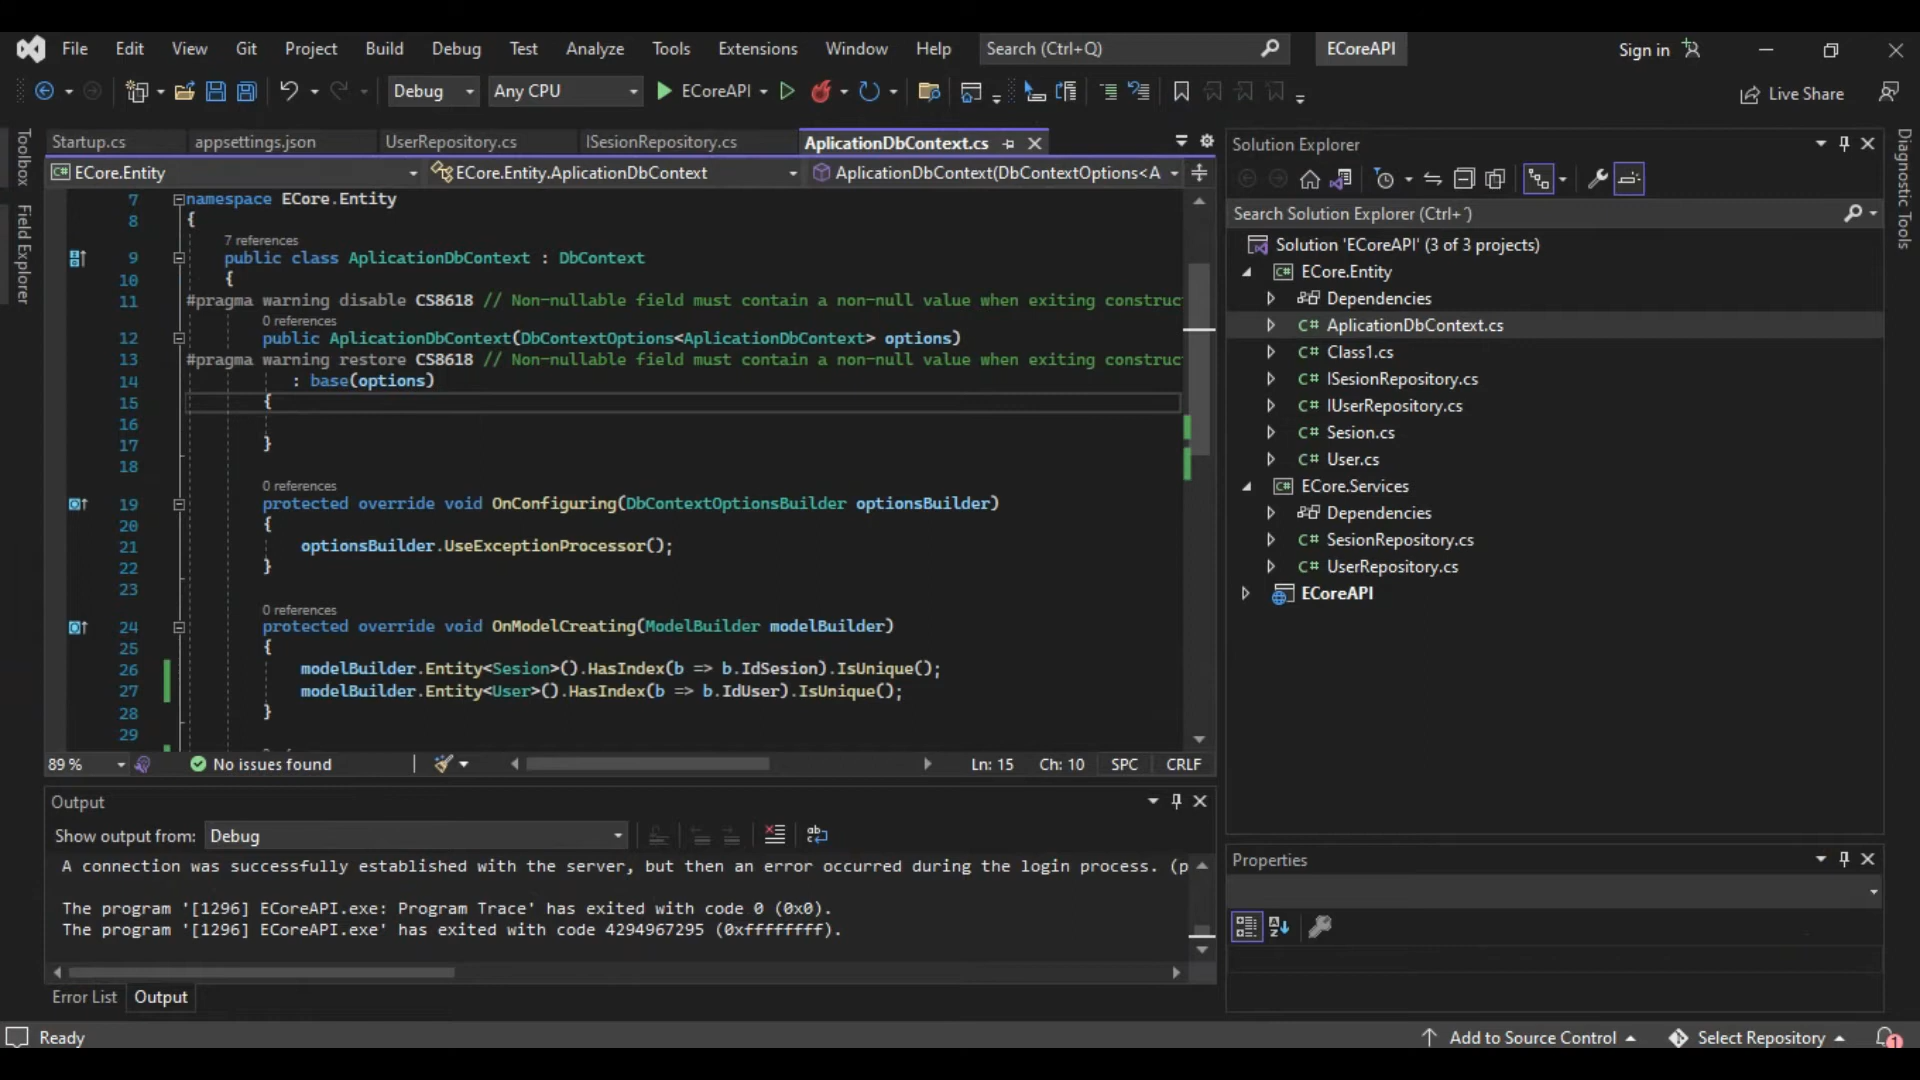 File Edit View Git Project Build Debug Test Analyze Tools Extensions Window Help Search (Ctrl+Q) ECoreAPI Sign in
Debug Any CPU ECoreAPI Live Share
Toolbox
Field Explorer
Startup.cs appsettings.json UserRepository.cs ISesionRepository.cs AplicationDbContext.cs
ECore.Entity ECore.Entity.AplicationDbContext AplicationDbContext(DbContextOptions<A
7 namespace ECore.Entity
8 {
7 references
9 public class AplicationDbContext : DbContext
10 {
11 #pragma warning disable CS8618 // Non-nullable field must contain a non-null value when exiting construc
0 references
12 public AplicationDbContext(DbContextOptions<AplicationDbContext> options)
13 #pragma warning restore CS8618 // Non-nullable field must contain a non-null value when exiting construc
14 : base(options)
15 {
16
17 }
18
0 references
19 protected override void OnConfiguring(DbContextOptionsBuilder optionsBuilder)
20 {
21 optionsBuilder.UseExceptionProcessor();
22 }
23
0 references
24 protected override void OnModelCreating(ModelBuilder modelBuilder)
25 {
26 modelBuilder.Entity<Sesion>().HasIndex(b => b.IdSesion).IsUnique();
27 modelBuilder.Entity<User>().HasIndex(b => b.IdUser).IsUnique();
28 }
29
89 % No issues found Ln: 15 Ch: 10 SPC CRLF
Output
Show output from: Debug
A connection was successfully established with the server, but then an error occurred during the login process. (p
The program '[1296] ECoreAPI.exe: Program Trace' has exited with code 0 (0x0).
The program '[1296] ECoreAPI.exe' has exited with code 4294967295 (0xffffffff).
Error List Output
Solution Explorer
Search Solution Explorer (Ctrl+´)
Solution 'ECoreAPI' (3 of 3 projects)
ECore.Entity
Dependencies
C# AplicationDbContext.cs
C# Class1.cs
C# ISesionRepository.cs
C# IUserRepository.cs
C# Sesion.cs
C# User.cs
ECore.Services
Dependencies
C# SesionRepository.cs
C# UserRepository.cs
ECoreAPI
Properties
Diagnostic Tools
Ready Add to Source Control Select Repository 1